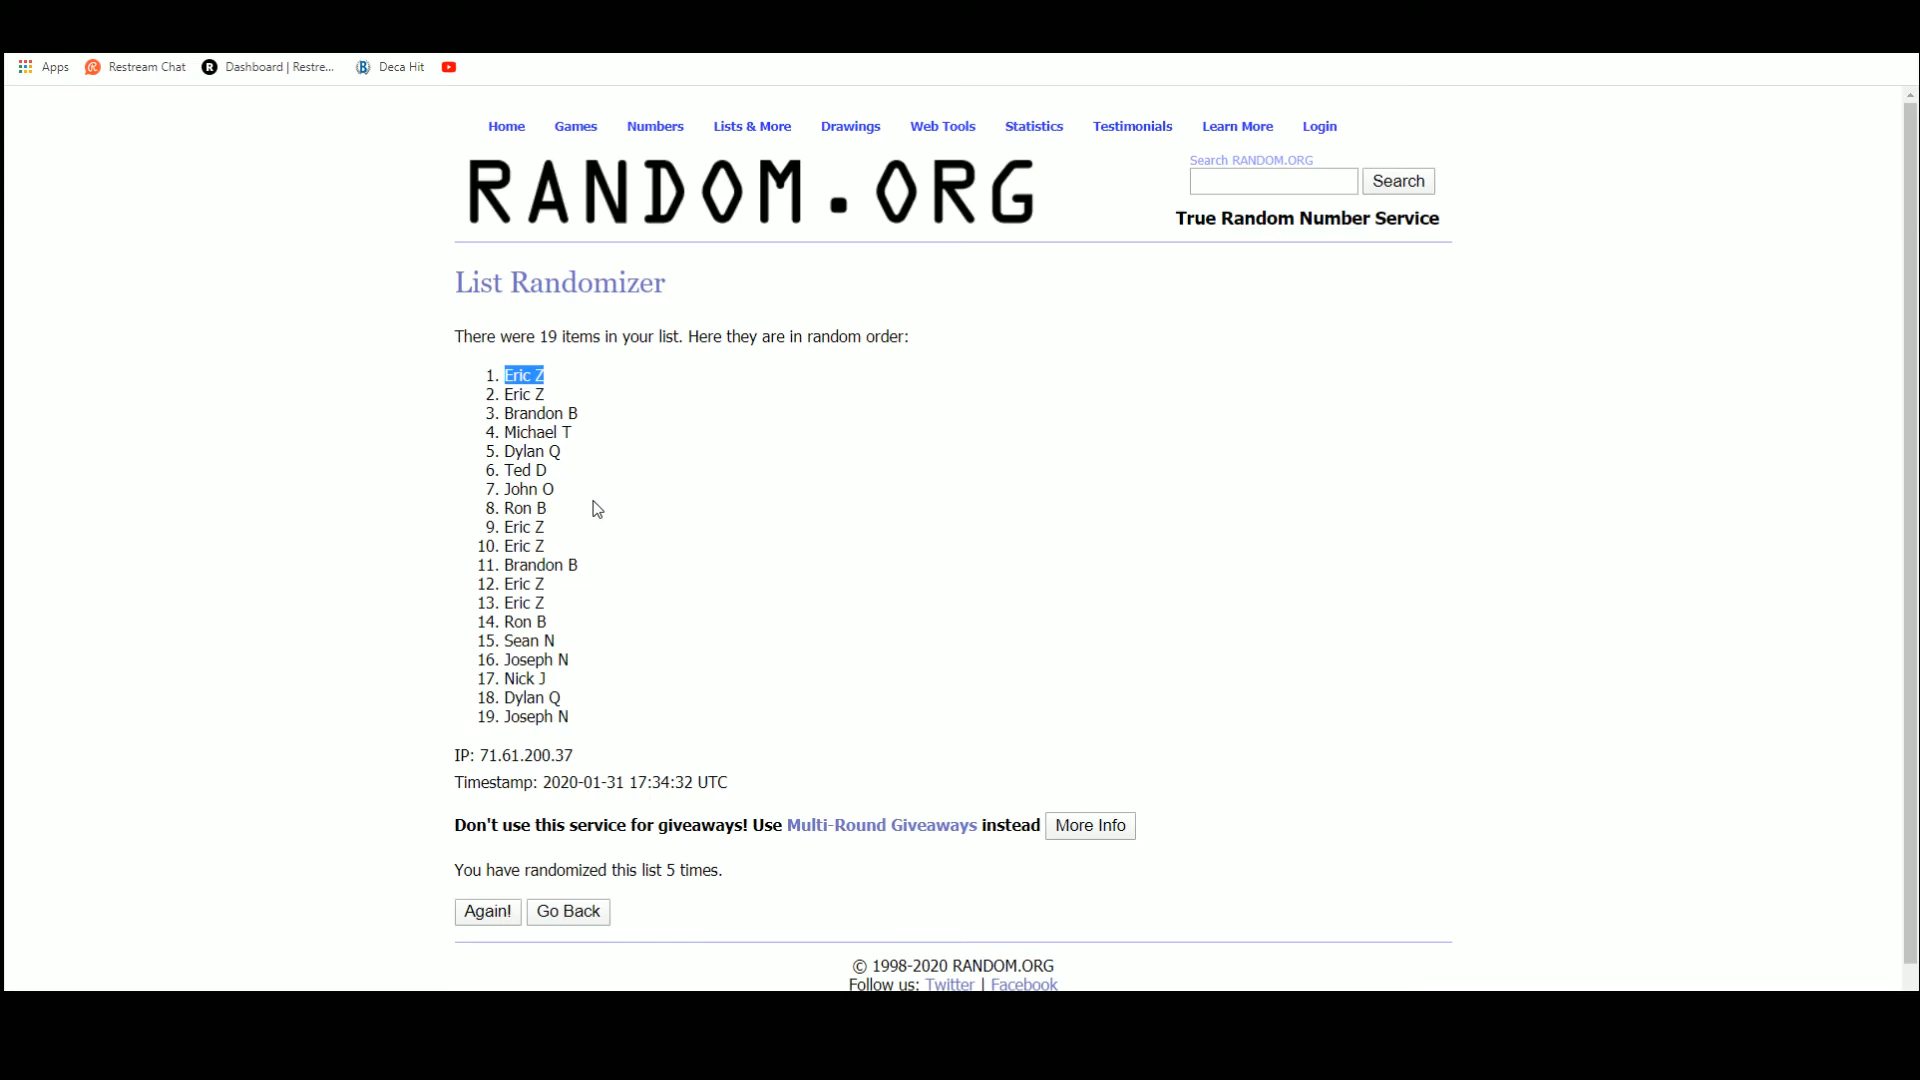 Apps Restream Chat Dashboard | Restre... Deca Hit
Home Games Numbers Lists & More Drawings Web Tools Statistics Testimonials Learn More Login
RANDOM.ORG
Search RANDOM.ORG
Search
True Random Number Service
List Randomizer
There were 19 items in your list. Here they are in random order:
1. Eric Z
2. Eric Z
3. Brandon B
4. Michael T
5. Dylan Q
6. Ted D
7. John O
8. Ron B
9. Eric Z
10. Eric Z
11. Brandon B
12. Eric Z
13. Eric Z
14. Ron B
15. Sean N
16. Joseph N
17. Nick J
18. Dylan Q
19. Joseph N
IP: 71.61.200.37
Timestamp: 2020-01-31 17:34:32 UTC
Don't use this service for giveaways! Use Multi-Round Giveaways instead More Info
You have randomized this list 5 times.
Again! Go Back
© 1998-2020 RANDOM.ORG
Follow us: Twitter | Facebook